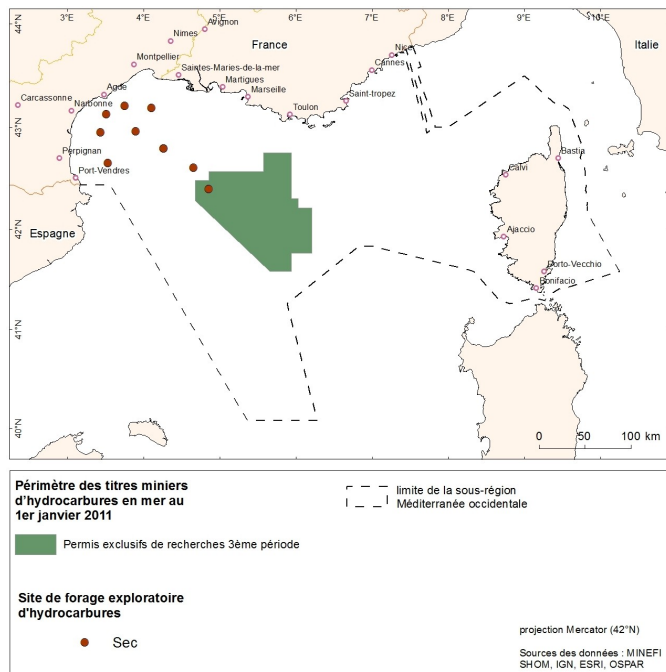 3°E 4°E 5°E 6°E 7°E 8°E 9°E 10°E
44°N
43°N
42°N
41°N
40°N
Avignon
Nimes
France
Nice
Italie
Montpellier
Cannes
Saintes-Maries-de-la-mer
Martigues
Agde
Marseille
Saint-tropez
Carcassonne
Narbonne
Toulon
Perpignan
Bastia
Port-Vendres
Calvi
Espagne
Ajaccio
Porto-Vecchio
Bonifacio
0 50 100 km
Périmètre des titres miniers
d'hydrocarbures en mer au
1er janvier 2011
limite de la sous-région
Méditerranée occidentale
Permis exclusifs de recherches 3ème période
Site de forage exploratoire
d'hydrocarbures
Sec
projection Mercator (42°N)
Sources des données : MINEFI
SHOM, IGN, ESRI, OSPAR